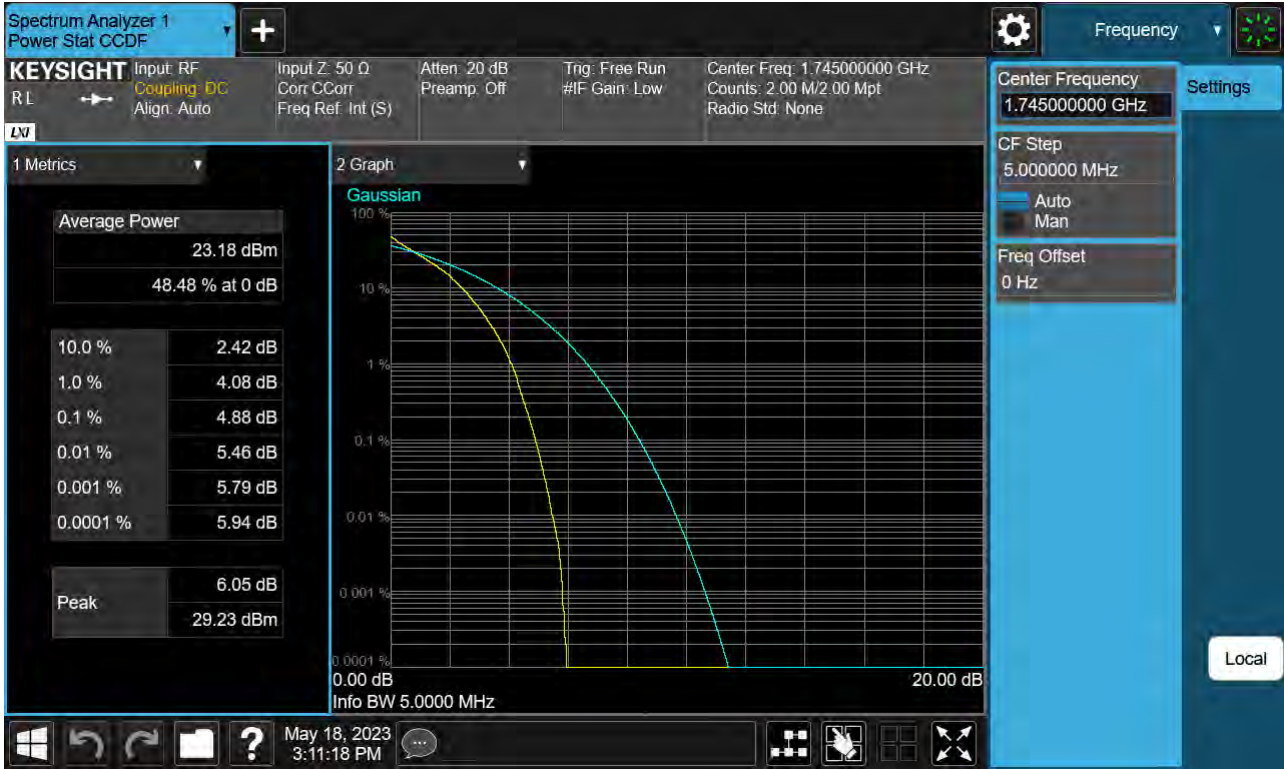 Spectrum Analyzer 1
Power Stat CCDF
+
Frequency
KEYSIGHT
R L
LXI
Input: RF
Coupling: DC
Align: Auto
Input Z: 50 Ω
Corr CCorr
Freq Ref: Int (S)
Atten: 20 dB
Preamp: Off
Trig: Free Run
#IF Gain: Low
Center Freq: 1.745000000 GHz
Counts: 2.00 M/2.00 Mpt
Radio Std: None
Center Frequency
1.745000000 GHz
Settings
CF Step
5.000000 MHz
Auto
Man
Freq Offset
0 Hz
Local
1 Metrics
Average Power
23.18 dBm
48.48 % at 0 dB
10.0 % 2.42 dB
1.0 % 4.08 dB
0.1 % 4.88 dB
0.01 % 5.46 dB
0.001 % 5.79 dB
0.0001 % 5.94 dB
Peak
6.05 dB
29.23 dBm
2 Graph
Gaussian
100 %
10 %
1 %
0.1 %
0.01 %
0.001 %
0.0001 %
0.00 dB 20.00 dB
Info BW 5.0000 MHz
?
May 18, 2023
3:11:18 PM